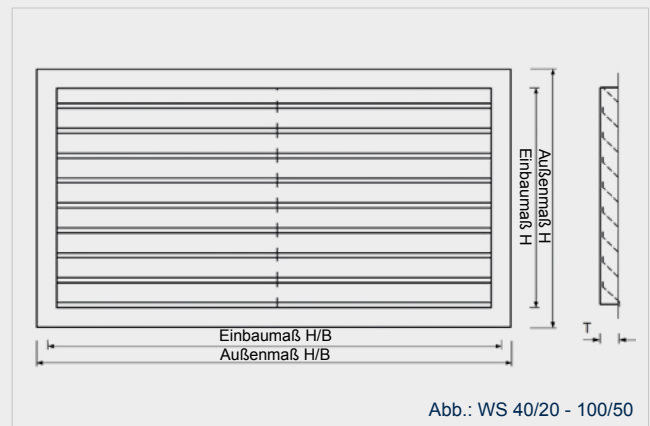 Außenmaß H
Einbaumaß H
T
Einbaumaß H/B
Außenmaß H/B
Abb.: WS 40/20 - 100/50